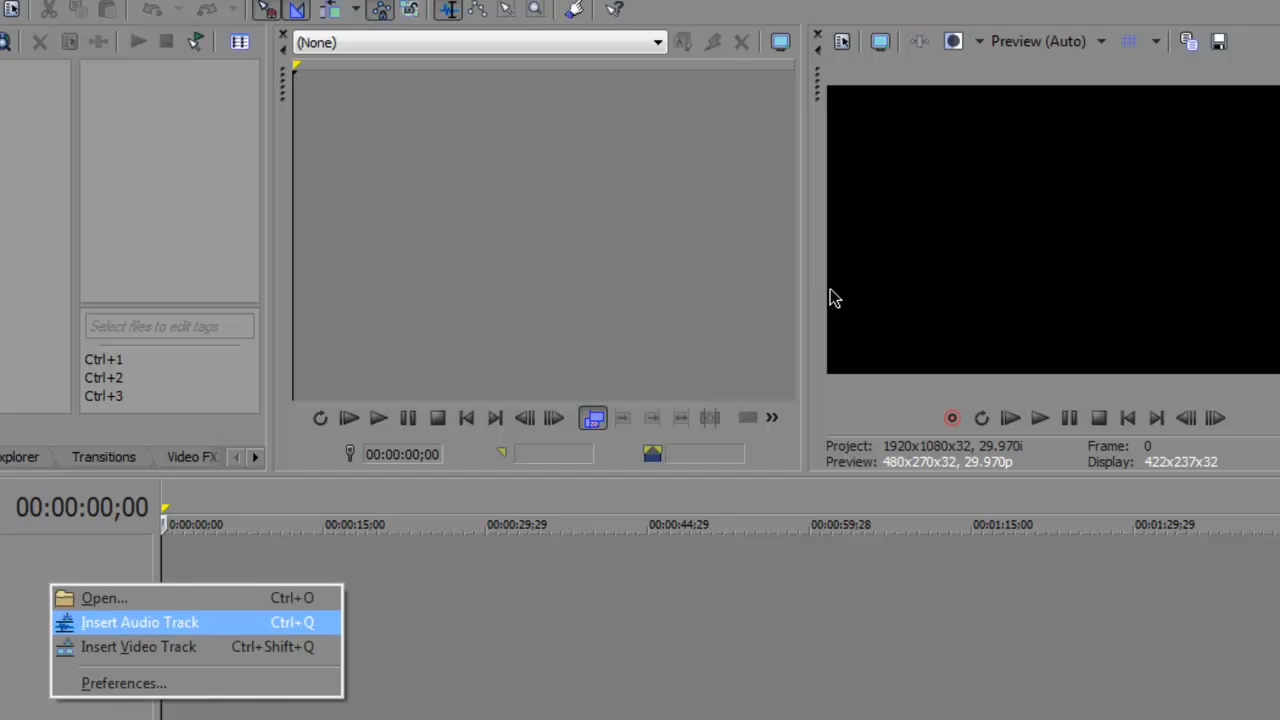 (None)
Preview (Auto)
Select files to edit tags
Ctrl+1
Ctrl+2
Ctrl+3
Transitions
Video FX
00:00:00;00
Project: 1920x1080x32, 29.970i
Frame: 0
Preview: 480x270x32, 29.970p
Display: 422x237x32
00:00:00;00
0:00:00;00
00:00:15;00
00:00:29;29
00:00:44;29
00:00:59;28
00:01:15;00
00:01:29;29
Open... Ctrl+O
Insert Audio Track Ctrl+Q
Insert Video Track Ctrl+Shift+Q
Preferences...